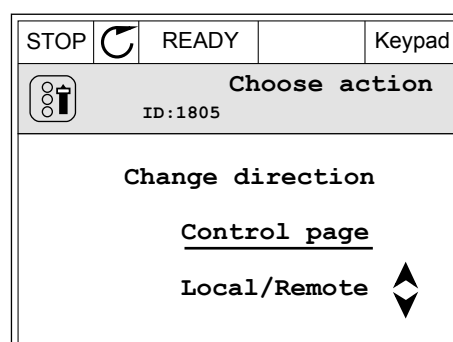 STOP READY Keypad
Choose action
ID:1805
Change direction
Control page
Local/Remote